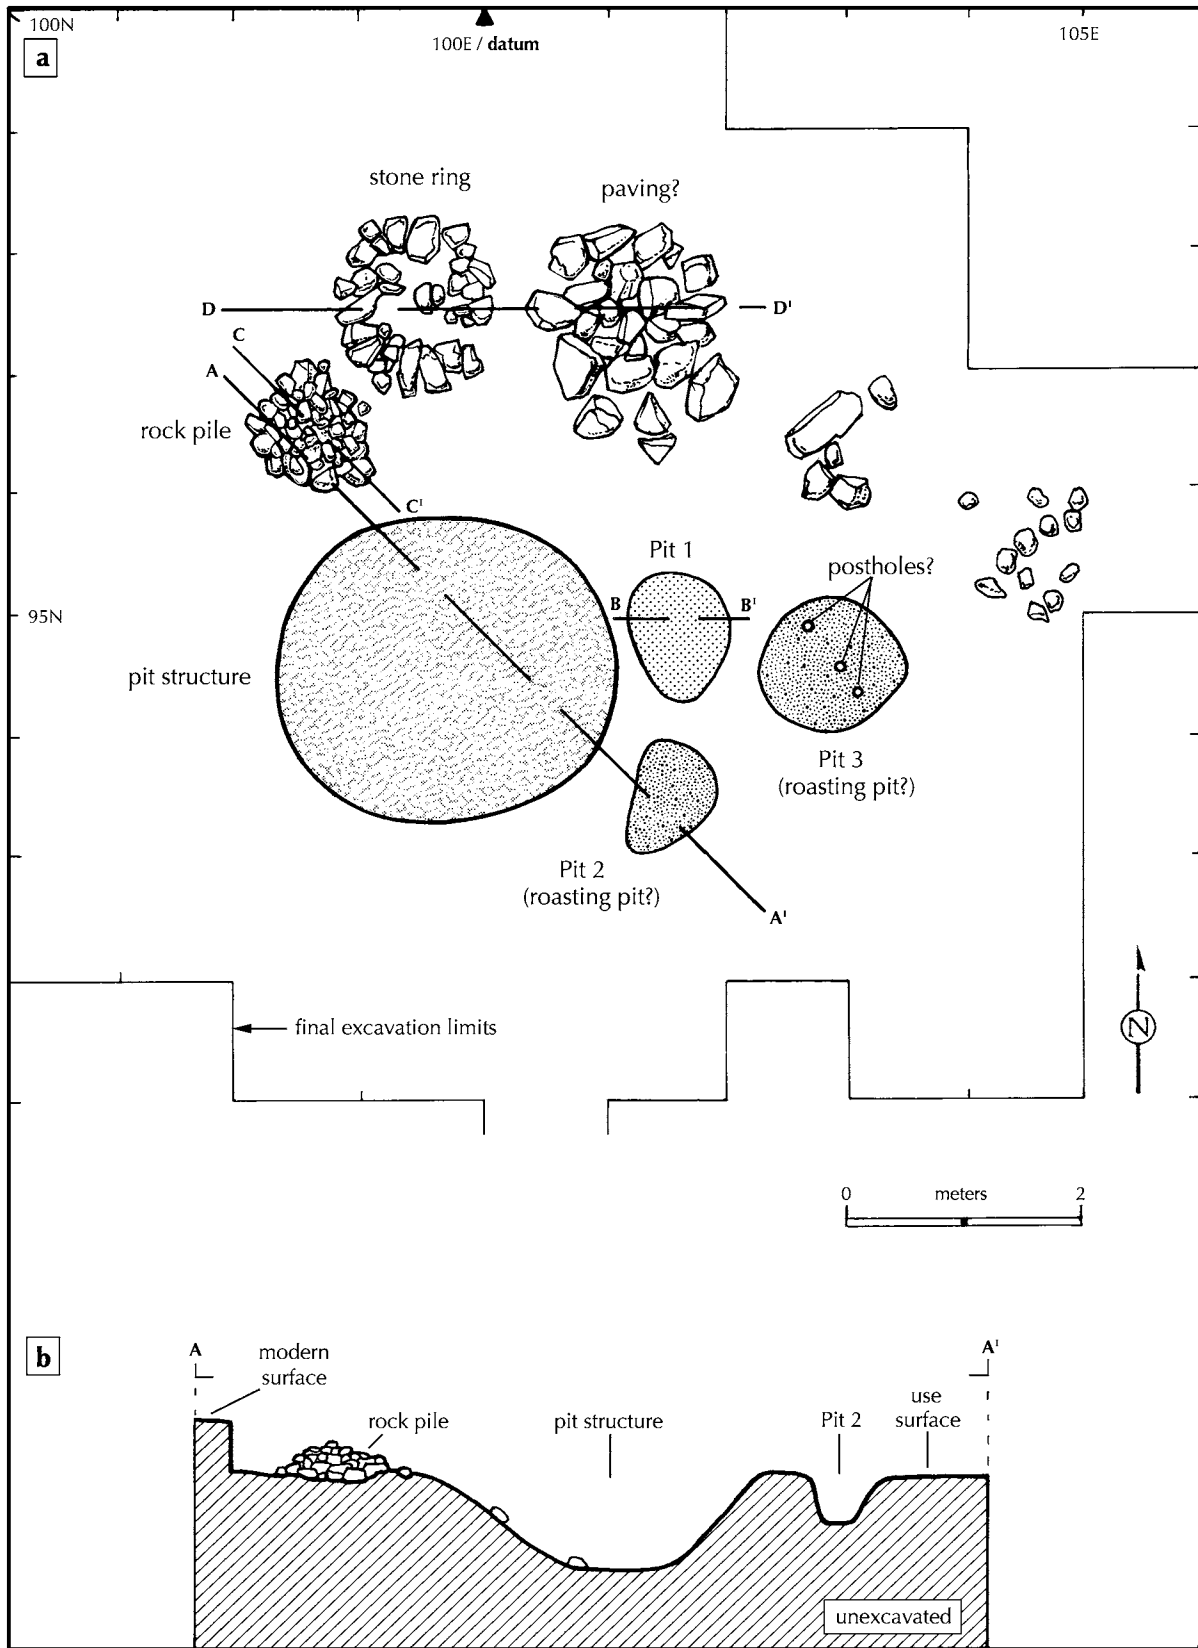 100N
100E / datum
105E
a
stone ring
paving?
D
D'
C
A
rock pile
C'
Pit 1
postholes?
95N
B
B'
pit structure
Pit 3
(roasting pit?)
Pit 2
(roasting pit?)
A'
final excavation limits
N
0
meters
2
b
A
A'
modern
surface
use
surface
rock pile
pit structure
Pit 2
unexcavated